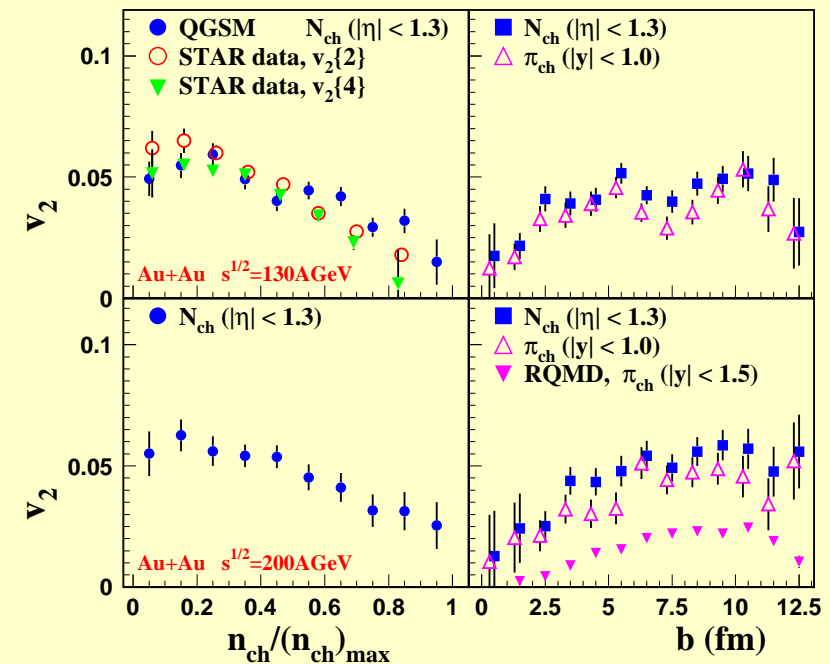 QGSM N_ch (|η| < 1.3)
STAR data, v_2{2}
STAR data, v_2{4}
0.1
0.05
0
v_2
Au+Au s^1/2=130AGeV
N_ch (|η| < 1.3)
π_ch (|y| < 1.0)
N_ch (|η| < 1.3)
0.1
0.05
0
v_2
Au+Au s^1/2=200AGeV
0 0.2 0.4 0.6 0.8 1
n_ch/(n_ch)_max
N_ch (|η| < 1.3)
π_ch (|y| < 1.0)
RQMD, π_ch (|y| < 1.5)
0 2.5 5 7.5 10 12.5
b (fm)